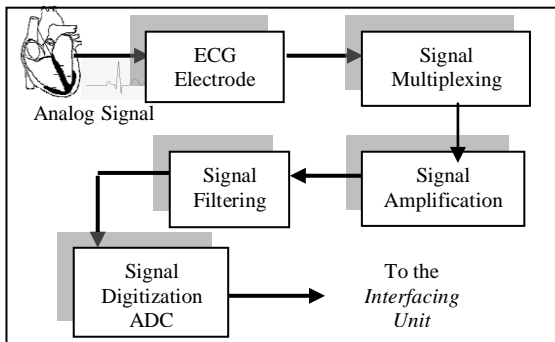 ECG
Electrode
Signal
Multiplexing
Analog Signal
Signal
Filtering
Signal
Amplification
Signal
Digitization
ADC
To the
Interfacing
Unit